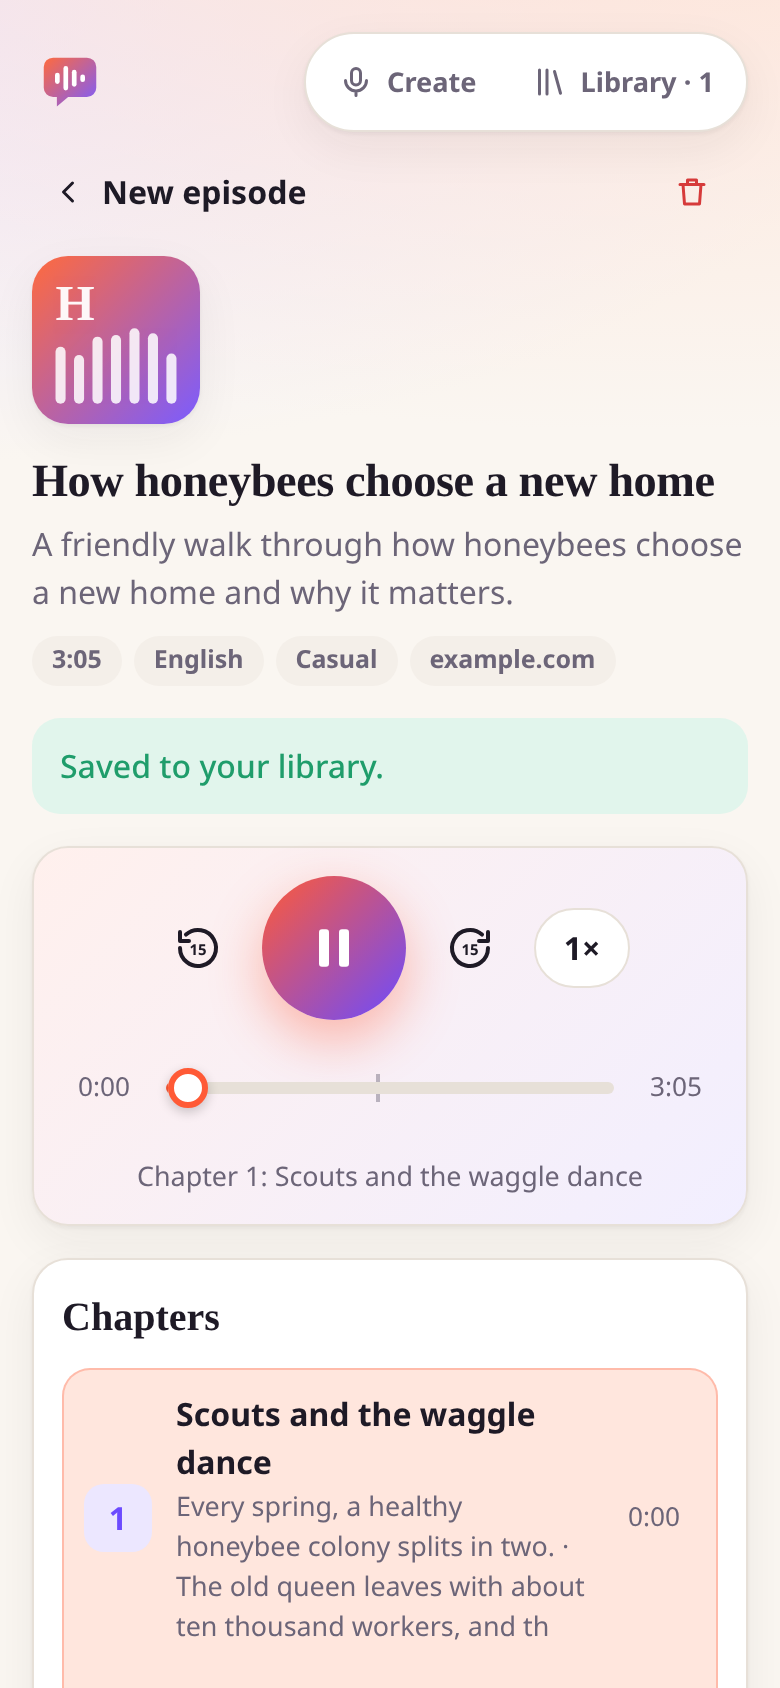 Create
Library · 1
New episode
H
How honeybees choose a new home
A friendly walk through how honeybees choose
a new home and why it matters.
3:05
English
Casual
example.com
Saved to your library.
15
15
1×
0:00
3:05
Chapter 1: Scouts and the waggle dance
Chapters
Scouts and the waggle
dance
1
Every spring, a healthy
honeybee colony splits in two. ·
The old queen leaves with about
ten thousand workers, and th
0:00